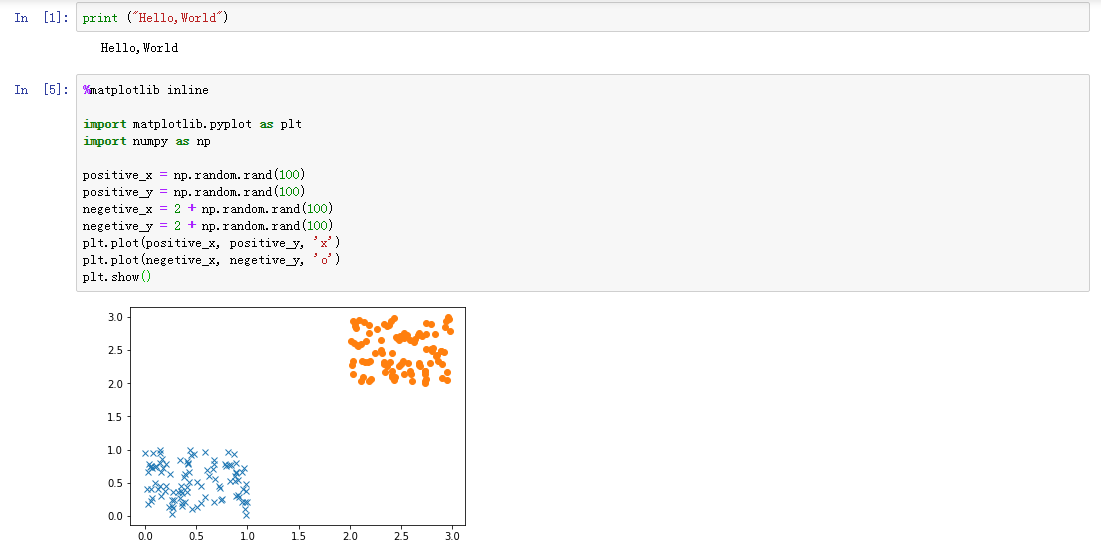 In [1]: print ("Hello,World")
Hello,World
In [5]: %matplotlib inline
import matplotlib.pyplot as plt
import numpy as np
positive_x = np.random.rand(100)
positive_y = np.random.rand(100)
negetive_x = 2 + np.random.rand(100)
negetive_y = 2 + np.random.rand(100)
plt.plot(positive_x, positive_y, 'x')
plt.plot(negetive_x, negetive_y, 'o')
plt.show()
3.0
2.5
2.0
1.5
1.0
0.5
0.0
0.0 0.5 1.0 1.5 2.0 2.5 3.0